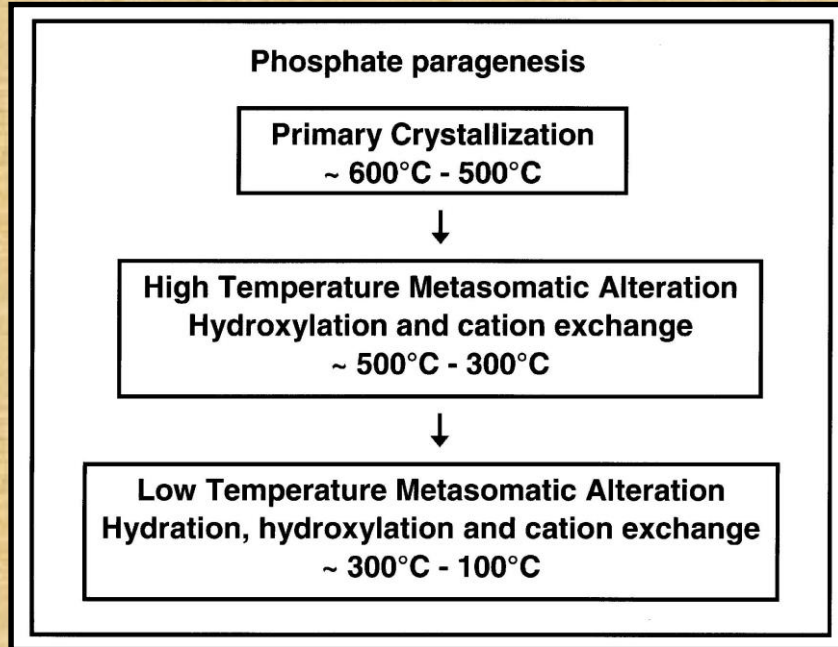 Phosphate paragenesis
Primary Crystallization
~ 600°C - 500°C
↓
High Temperature Metasomatic Alteration
Hydroxylation and cation exchange
~ 500°C - 300°C
↓
Low Temperature Metasomatic Alteration
Hydration, hydroxylation and cation exchange
~ 300°C - 100°C